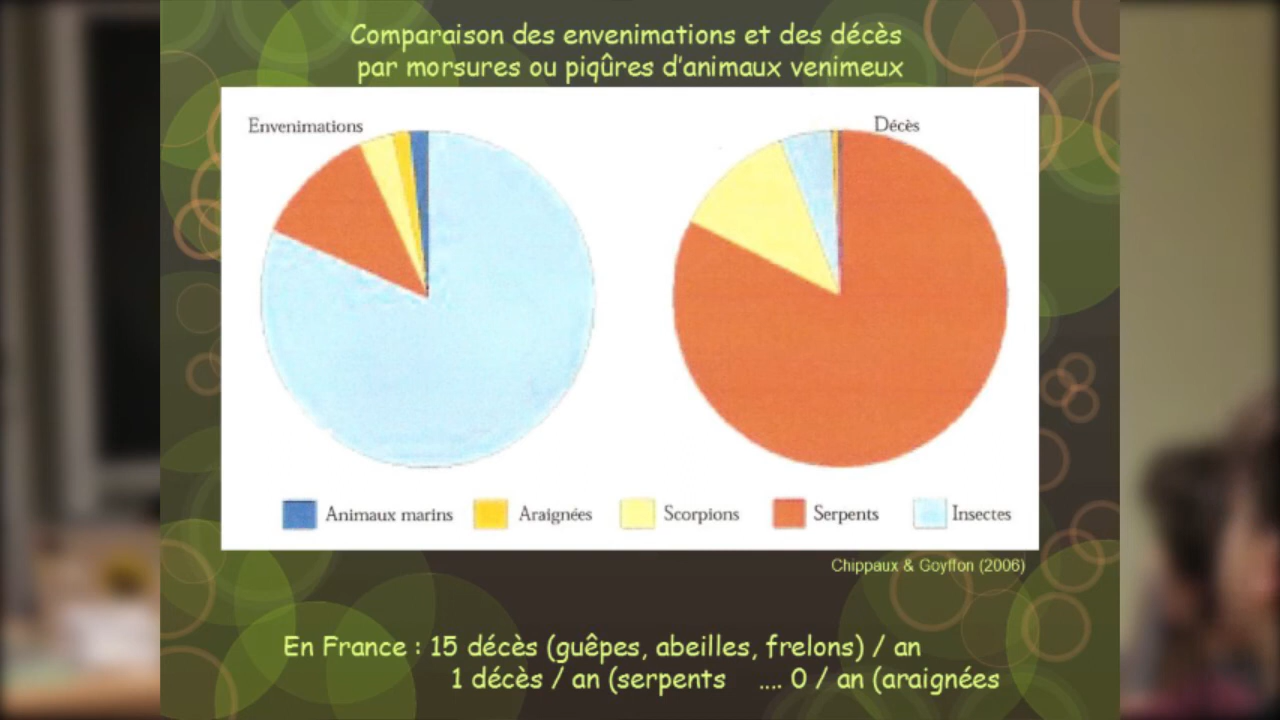 Comparaison des envenimations et des décès
par morsures ou piqûres d'animaux venimeux
Envenimations
Décès
Animaux marins
Araignées
Scorpions
Serpents
Insectes
Chippaux & Goyffon (2006)
En France : 15 décès (guêpes, abeilles, frelons) / an
1 décès / an (serpents .... 0 / an (araignées